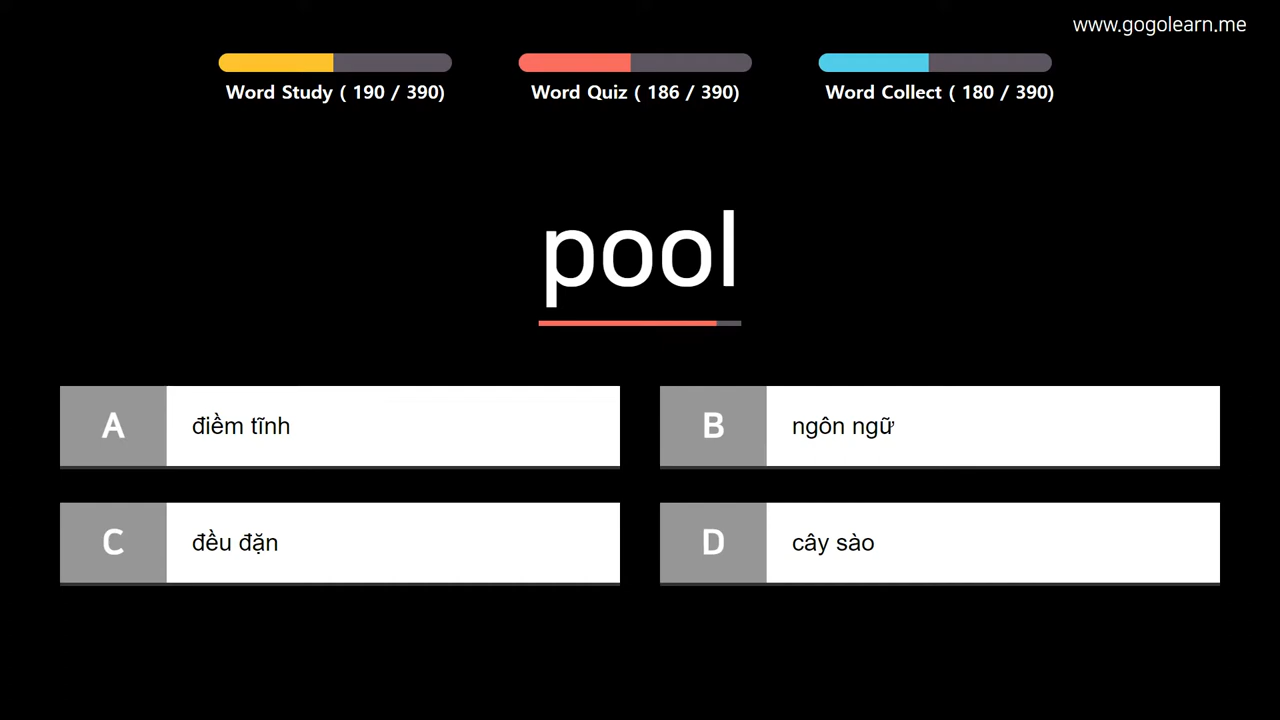 www.gogolearn.me
Word Study ( 190 / 390)
Word Quiz ( 186 / 390)
Word Collect ( 180 / 390)
pool
A điềm tĩnh
B ngôn ngữ
C đều đặn
D cây sào